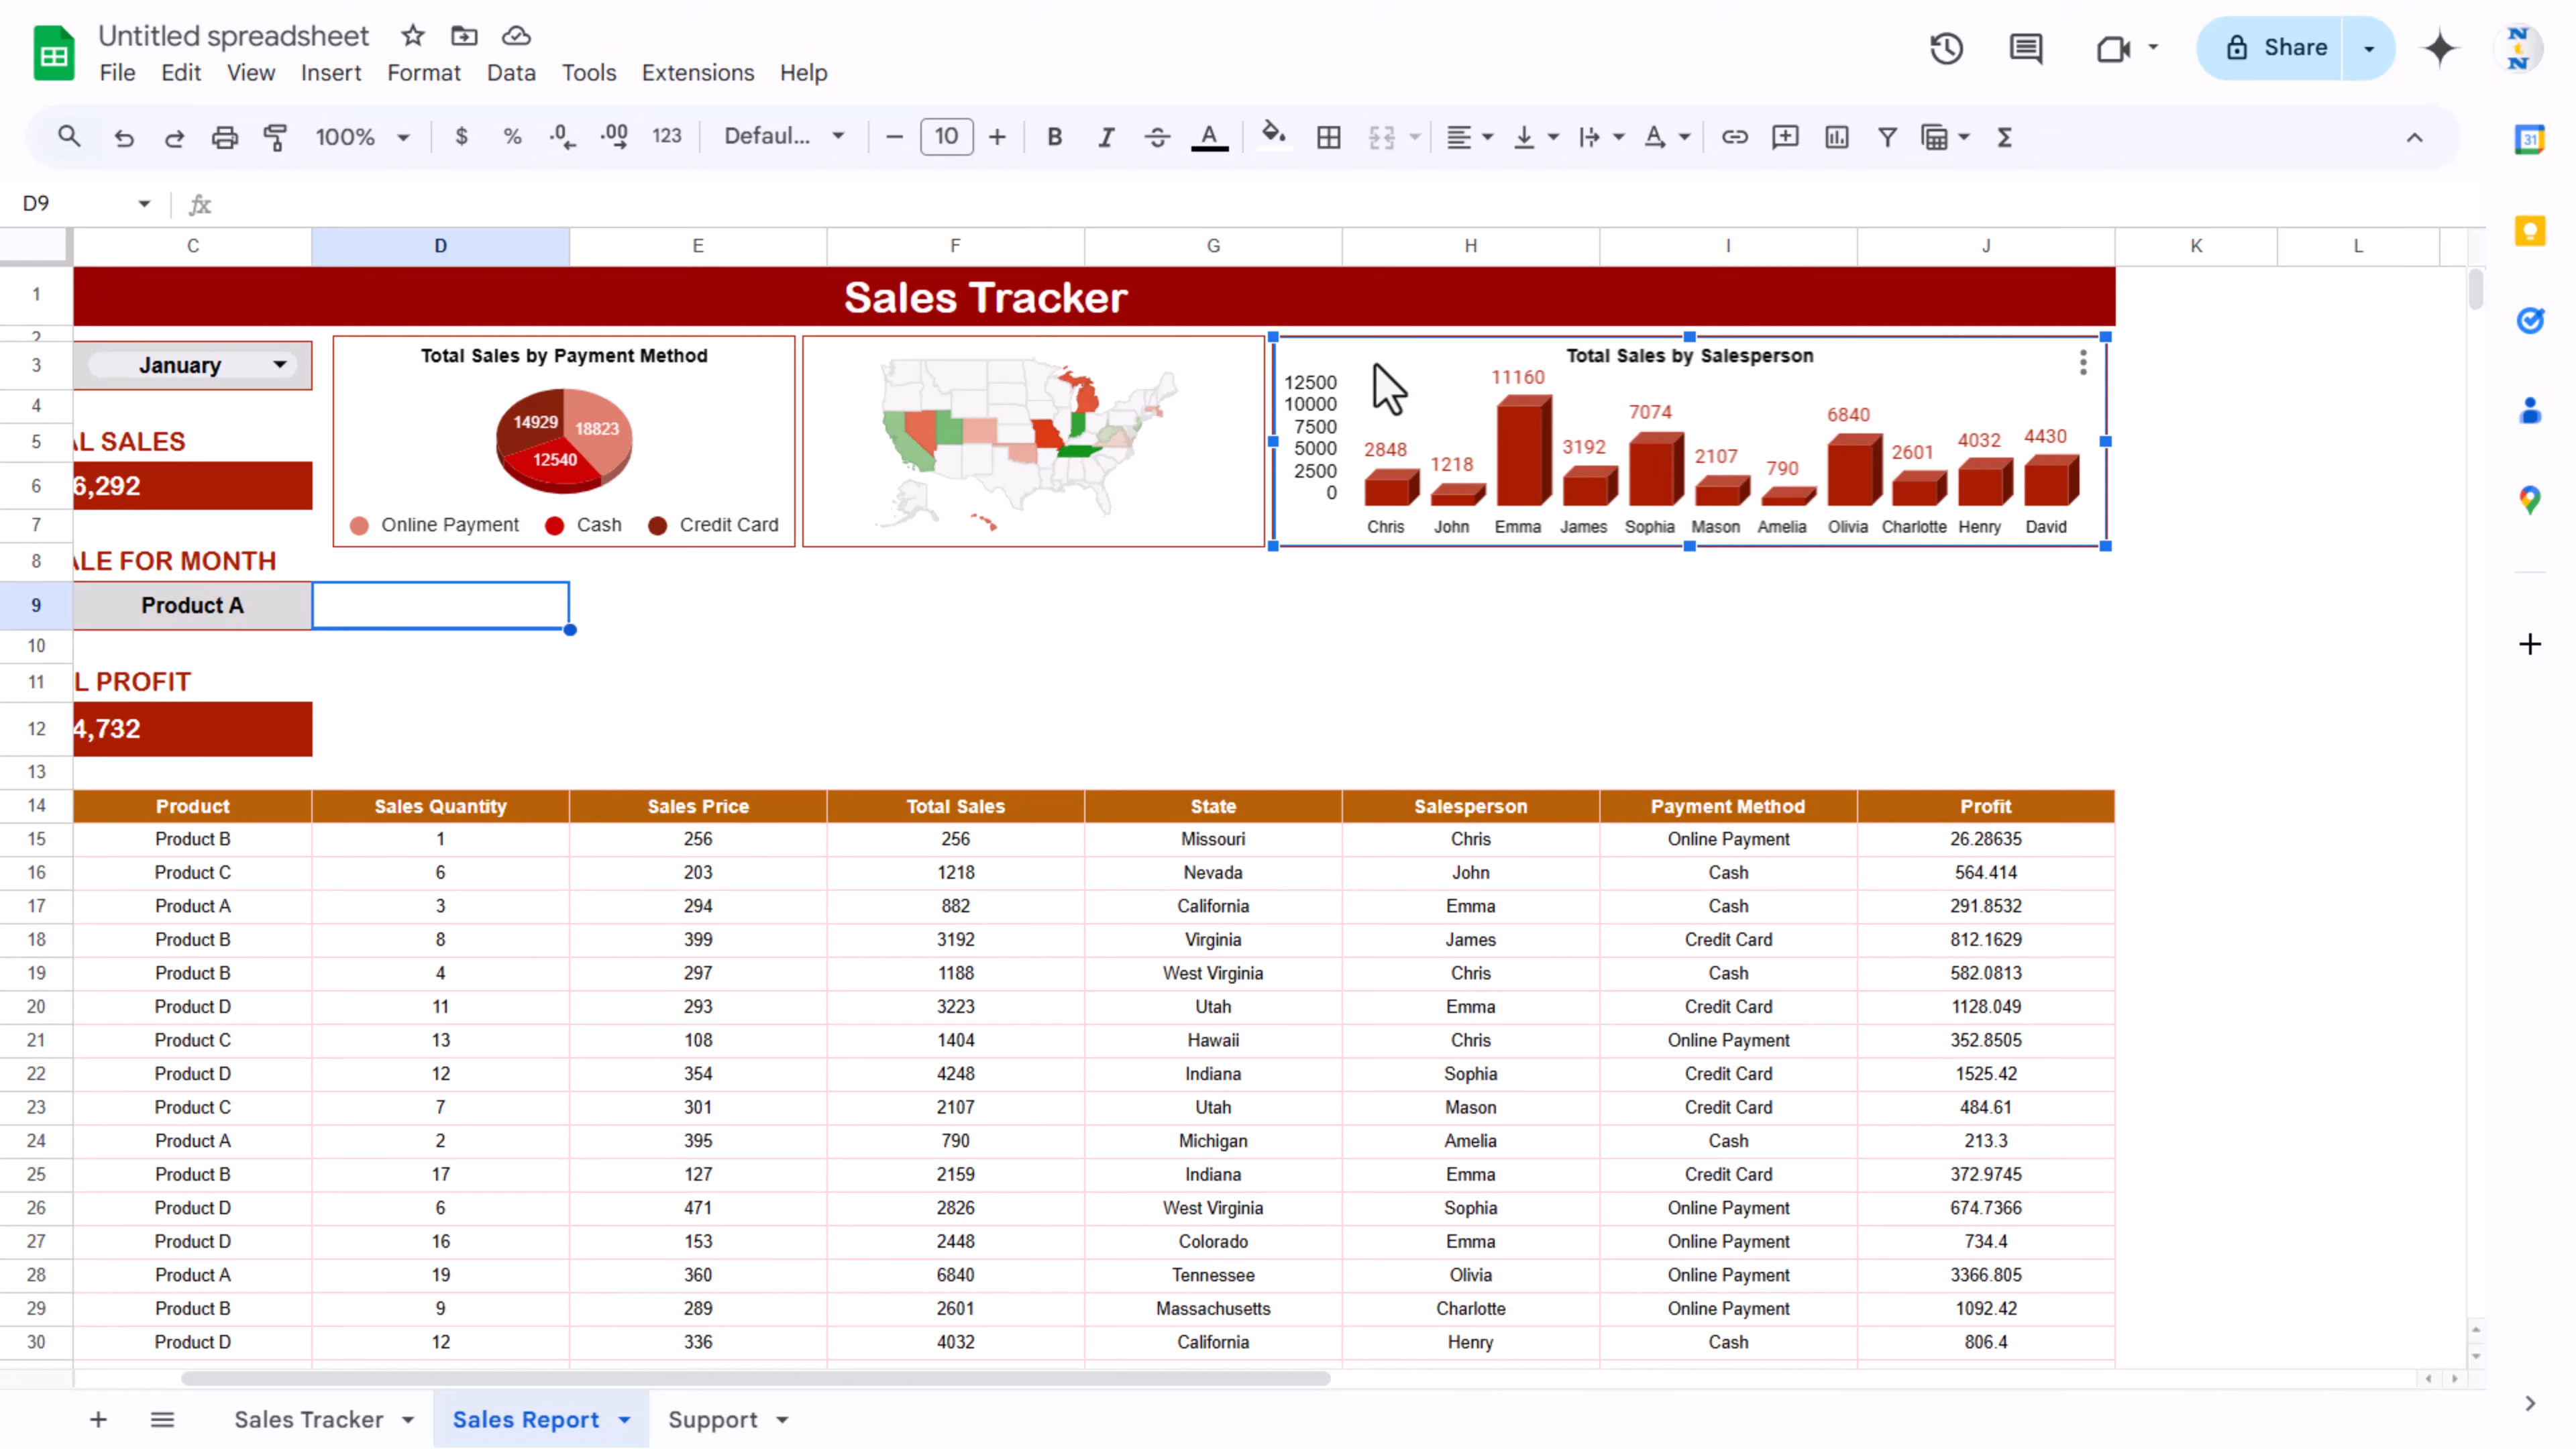 Untitled spreadsheet
File Edit View Insert Format Data Tools Extensions Help
Share
N
t
N
100% $ % .0 .00 123 Defaul... 10 B I A
31
D9 fx
C D E F G H I J K L
1 Sales Tracker
2
3 January
4
5 AL SALES
6 6,292
7
8 ALE FOR MONTH
9 Product A
10
11 L PROFIT
12 4,732
13
Total Sales by Payment Method
14929 18823
12540
Online Payment Cash Credit Card
Total Sales by Salesperson
12500
10000
7500
5000
2500
0
2848 1218 11160 3192 7074 2107 790 6840 2601 4032 4430
Chris John Emma James Sophia Mason Amelia Olivia Charlotte Henry David
14 Product Sales Quantity Sales Price Total Sales State Salesperson Payment Method Profit
15 Product B 1 256 256 Missouri Chris Online Payment 26.28635
16 Product C 6 203 1218 Nevada John Cash 564.414
17 Product A 3 294 882 California Emma Cash 291.8532
18 Product B 8 399 3192 Virginia James Credit Card 812.1629
19 Product B 4 297 1188 West Virginia Chris Cash 582.0813
20 Product D 11 293 3223 Utah Emma Credit Card 1128.049
21 Product C 13 108 1404 Hawaii Chris Online Payment 352.8505
22 Product D 12 354 4248 Indiana Sophia Credit Card 1525.42
23 Product C 7 301 2107 Utah Mason Credit Card 484.61
24 Product A 2 395 790 Michigan Amelia Cash 213.3
25 Product B 17 127 2159 Indiana Emma Credit Card 372.9745
26 Product D 6 471 2826 West Virginia Sophia Online Payment 674.7366
27 Product D 16 153 2448 Colorado Emma Online Payment 734.4
28 Product A 19 360 6840 Tennessee Olivia Online Payment 3366.805
29 Product B 9 289 2601 Massachusetts Charlotte Online Payment 1092.42
30 Product D 12 336 4032 California Henry Cash 806.4
Sales Tracker Sales Report Support